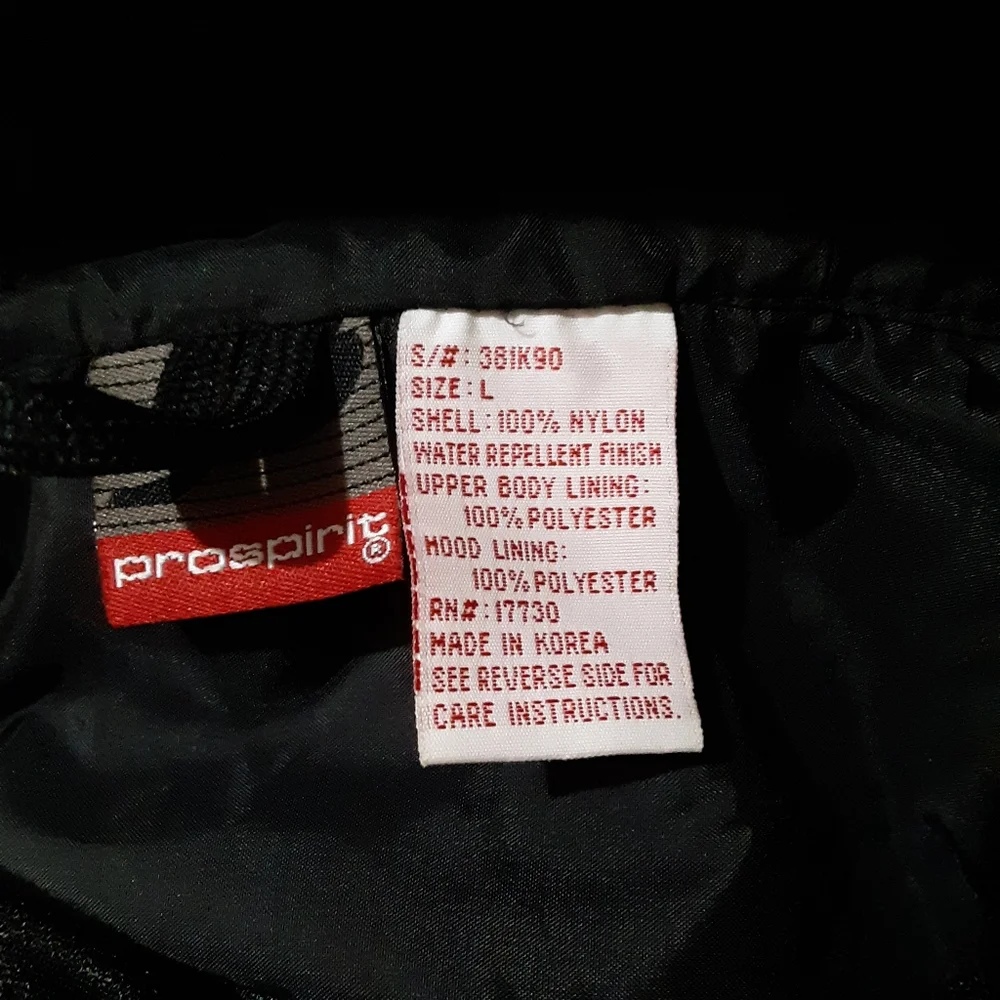 prospirit®
S/#: 381K90
SIZE: L
SHELL: 100% NYLON
WATER REPELLENT FINISH
UPPER BODY LINING:
100% POLYESTER
HOOD LINING:
100% POLYESTER
RN#: 17730
MADE IN KOREA
SEE REVERSE SIDE FOR
CARE INSTRUCTIONS.